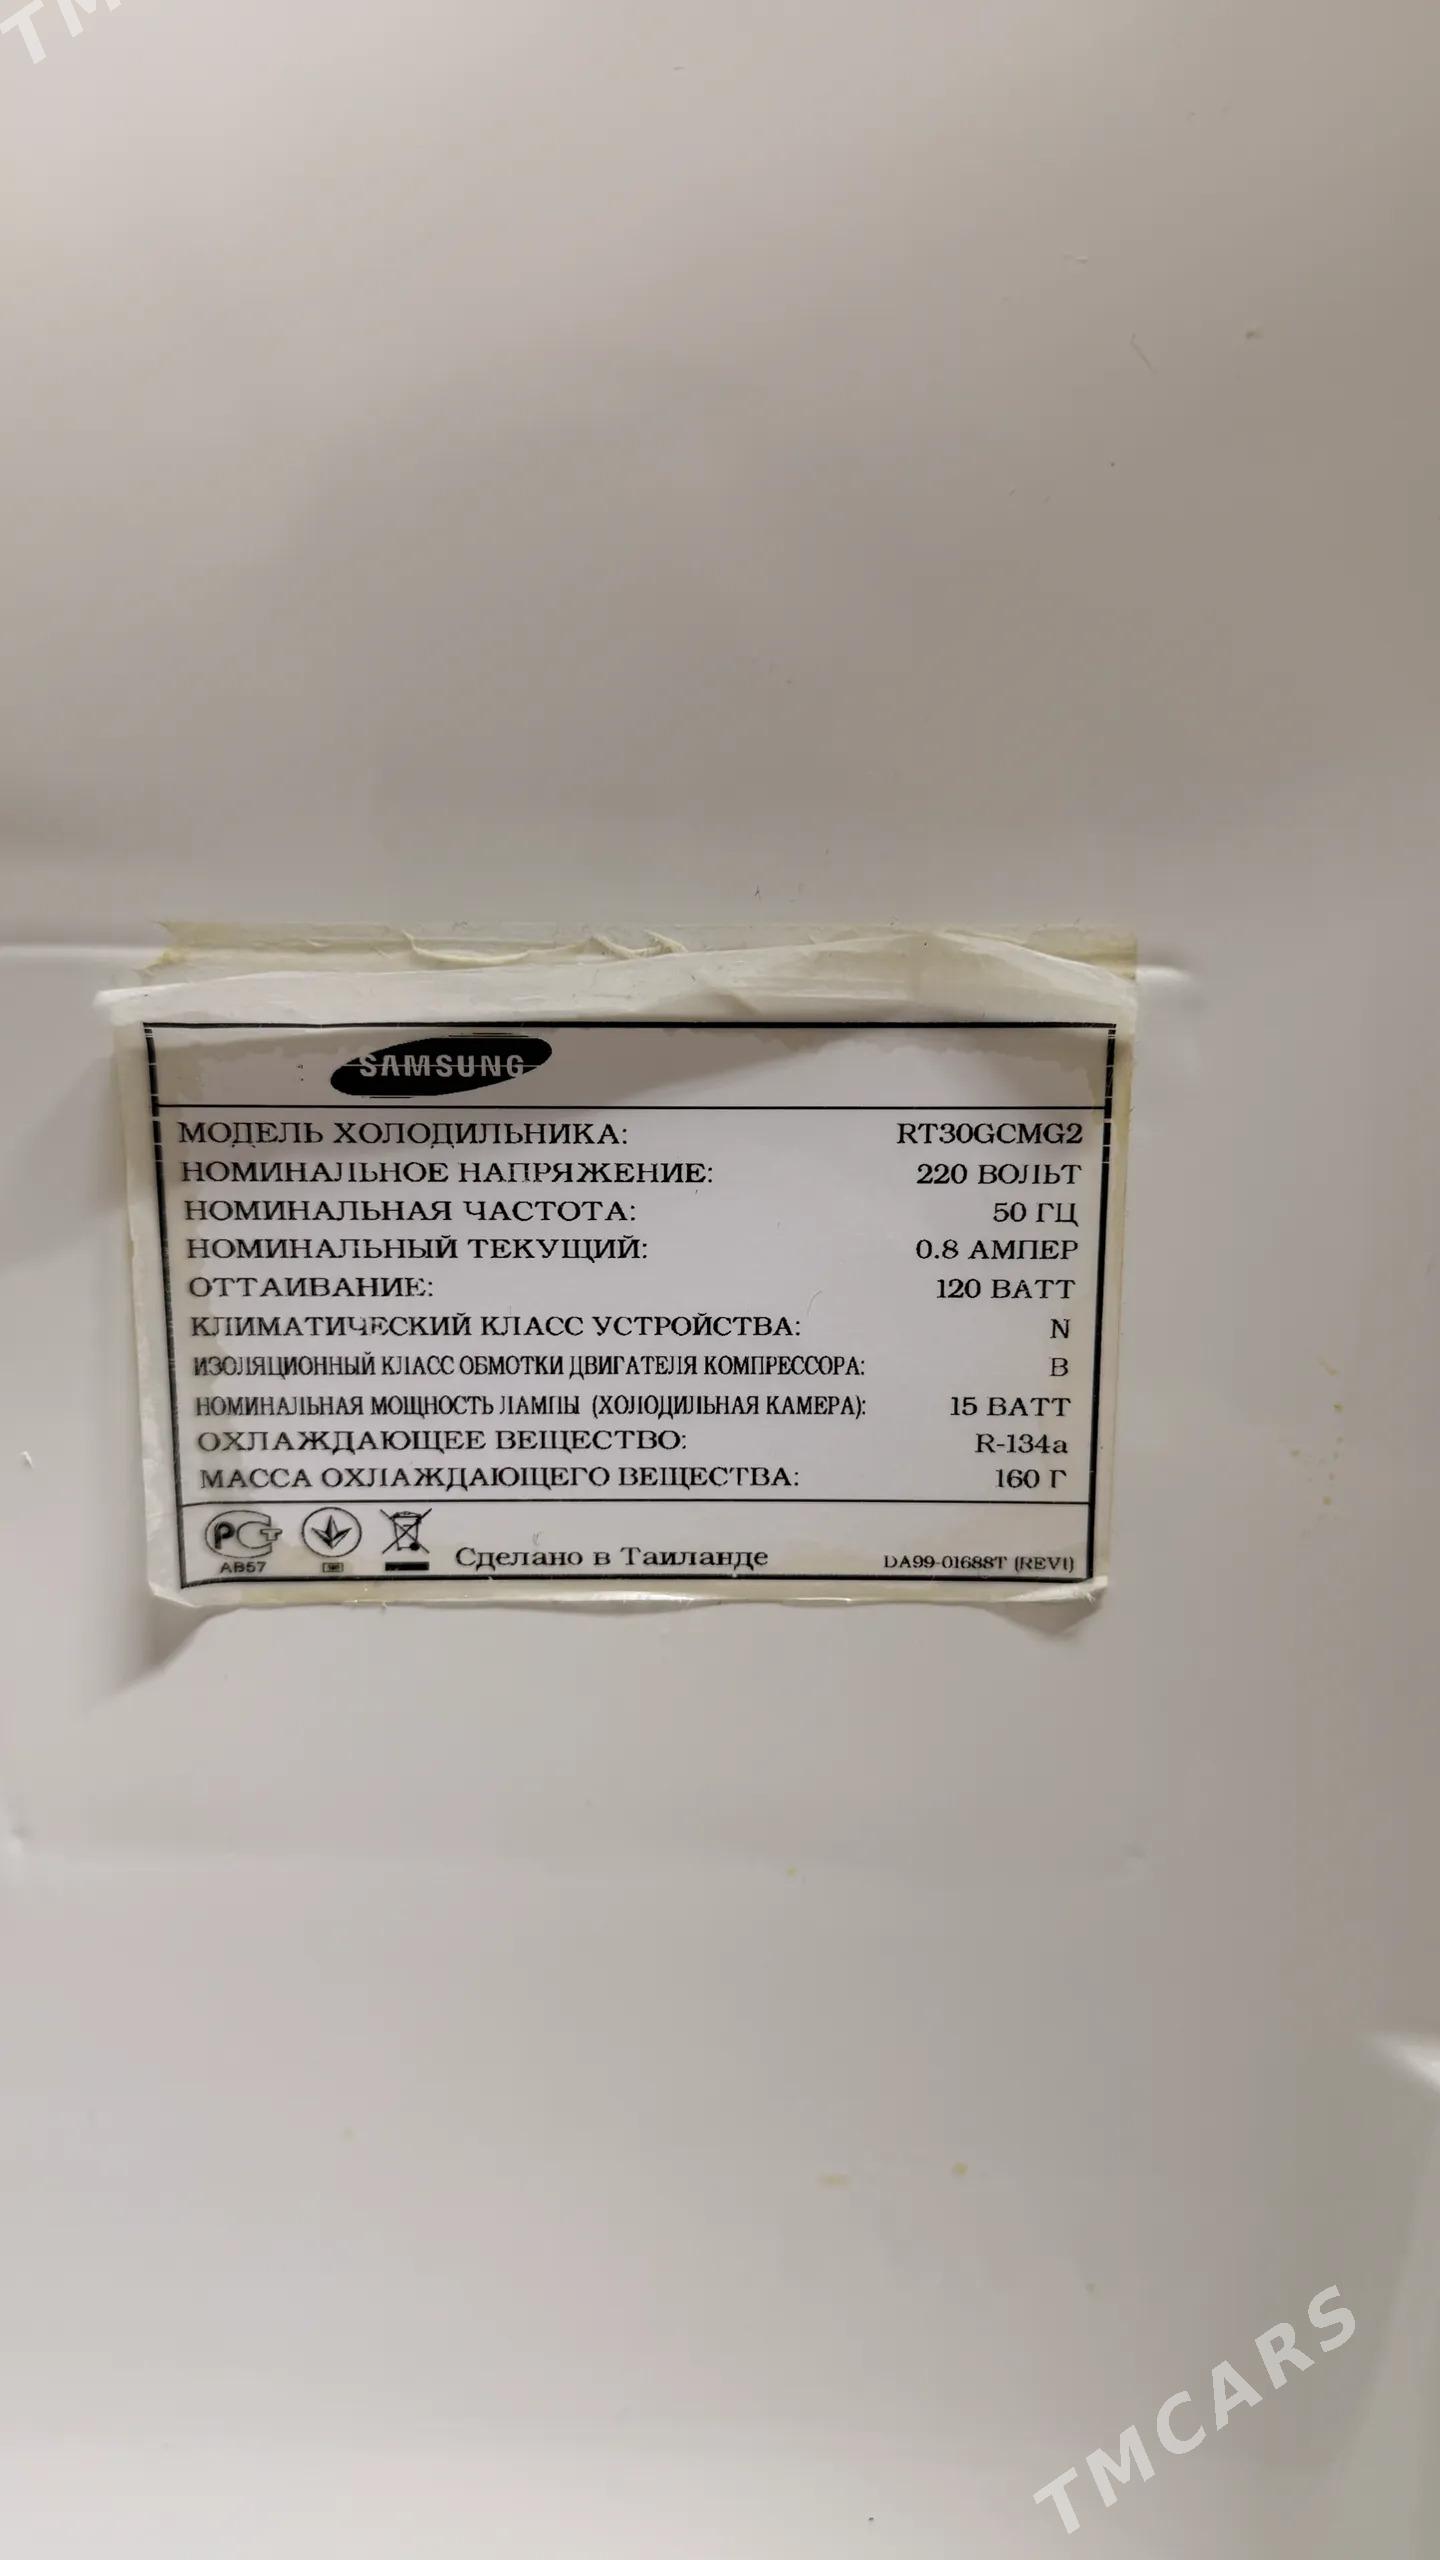 SAMSUNG
МОДЕЛЬ ХОЛОДИЛЬНИКА: RT30GCMG2
НОМИНАЛЬНОЕ НАПРЯЖЕНИЕ: 220 ВОЛЬТ
НОМИНАЛЬНАЯ ЧАСТОТА: 50 ГЦ
НОМИНАЛЬНЫЙ ТЕКУЩИЙ: 0.8 АМПЕР
ОТТАИВАНИЕ: 120 ВАТТ
КЛИМАТИЧЕСКИЙ КЛАСС УСТРОЙСТВА: N
ИЗОЛЯЦИОННЫЙ КЛАСС ОБМОТКИ ДВИГАТЕЛЯ КОМПРЕССОРА: B
НОМИНАЛЬНАЯ МОЩНОСТЬ ЛАМПЫ (ХОЛОДИЛЬНАЯ КАМЕРА): 15 ВАТТ
ОХЛАЖДАЮЩЕЕ ВЕЩЕСТВО: R-134a
МАССА ОХЛАЖДАЮЩЕГО ВЕЩЕСТВА: 160 Г
РСТ
АВ57
Сделано в Таиланде DA99-01688T (REV1)
TMCARS